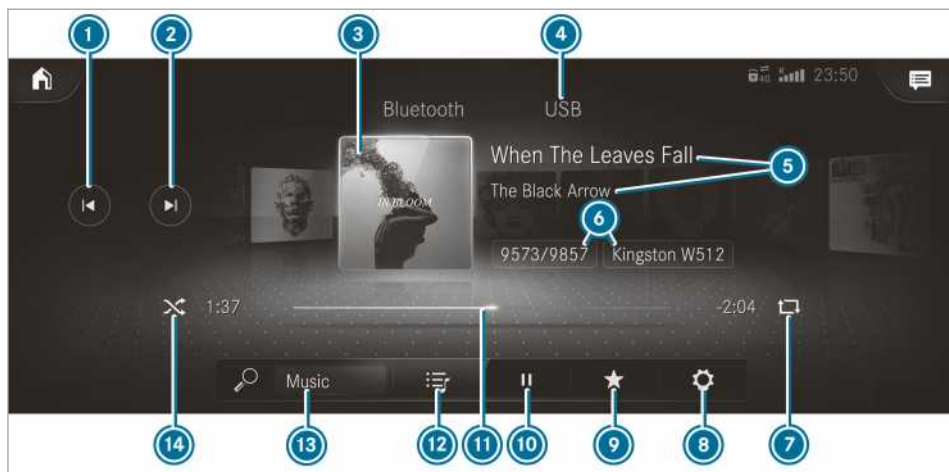 1 2 3 4
4G R 23:50
Bluetooth USB
When The Leaves Fall
5
The Black Arrow
IN BLOOM
6
9573/9857 Kingston W512
1:37 -2:04
Music
14 13 12 11 10 9 8 7